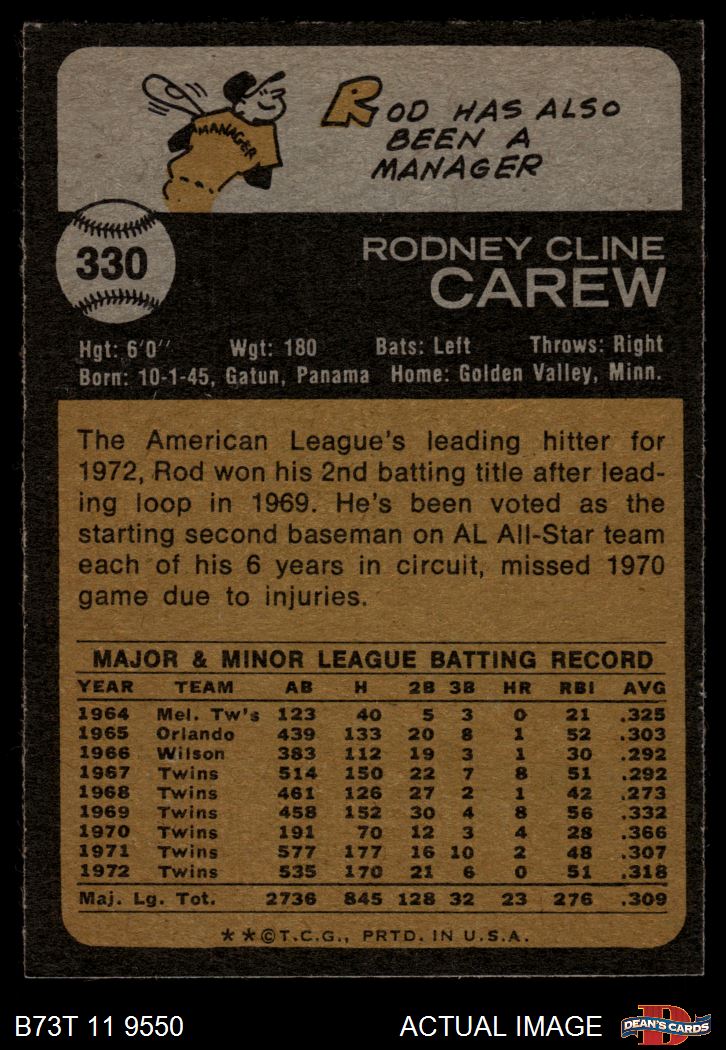 MANAGER
ROD HAS ALSO
BEEN A
MANAGER
330
RODNEY CLINE
CAREW
Hgt: 6'0'' Wgt: 180 Bats: Left Throws: Right
Born: 10-1-45, Gatun, Panama Home: Golden Valley, Minn.
The American League's leading hitter for
1972, Rod won his 2nd batting title after lead-
ing loop in 1969. He's been voted as the
starting second baseman on AL All-Star team
each of his 6 years in circuit, missed 1970
game due to injuries.
MAJOR & MINOR LEAGUE BATTING RECORD
YEAR TEAM AB H 2B 3B HR RBI AVG
1964 Mel. Tw's 123 40 5 3 0 21 .325
1965 Orlando 439 133 20 8 1 52 .303
1966 Wilson 383 112 19 3 1 30 .292
1967 Twins 514 150 22 7 8 51 .292
1968 Twins 461 126 27 2 1 42 .273
1969 Twins 458 152 30 4 8 56 .332
1970 Twins 191 70 12 3 4 28 .366
1971 Twins 577 177 16 10 2 48 .307
1972 Twins 535 170 21 6 0 51 .318
Maj. Lg. Tot. 2736 845 128 32 23 276 .309
**©T.C.G., PRTD. IN U.S.A.
B73T 11 9550 ACTUAL IMAGE D DEAN'S CARDS